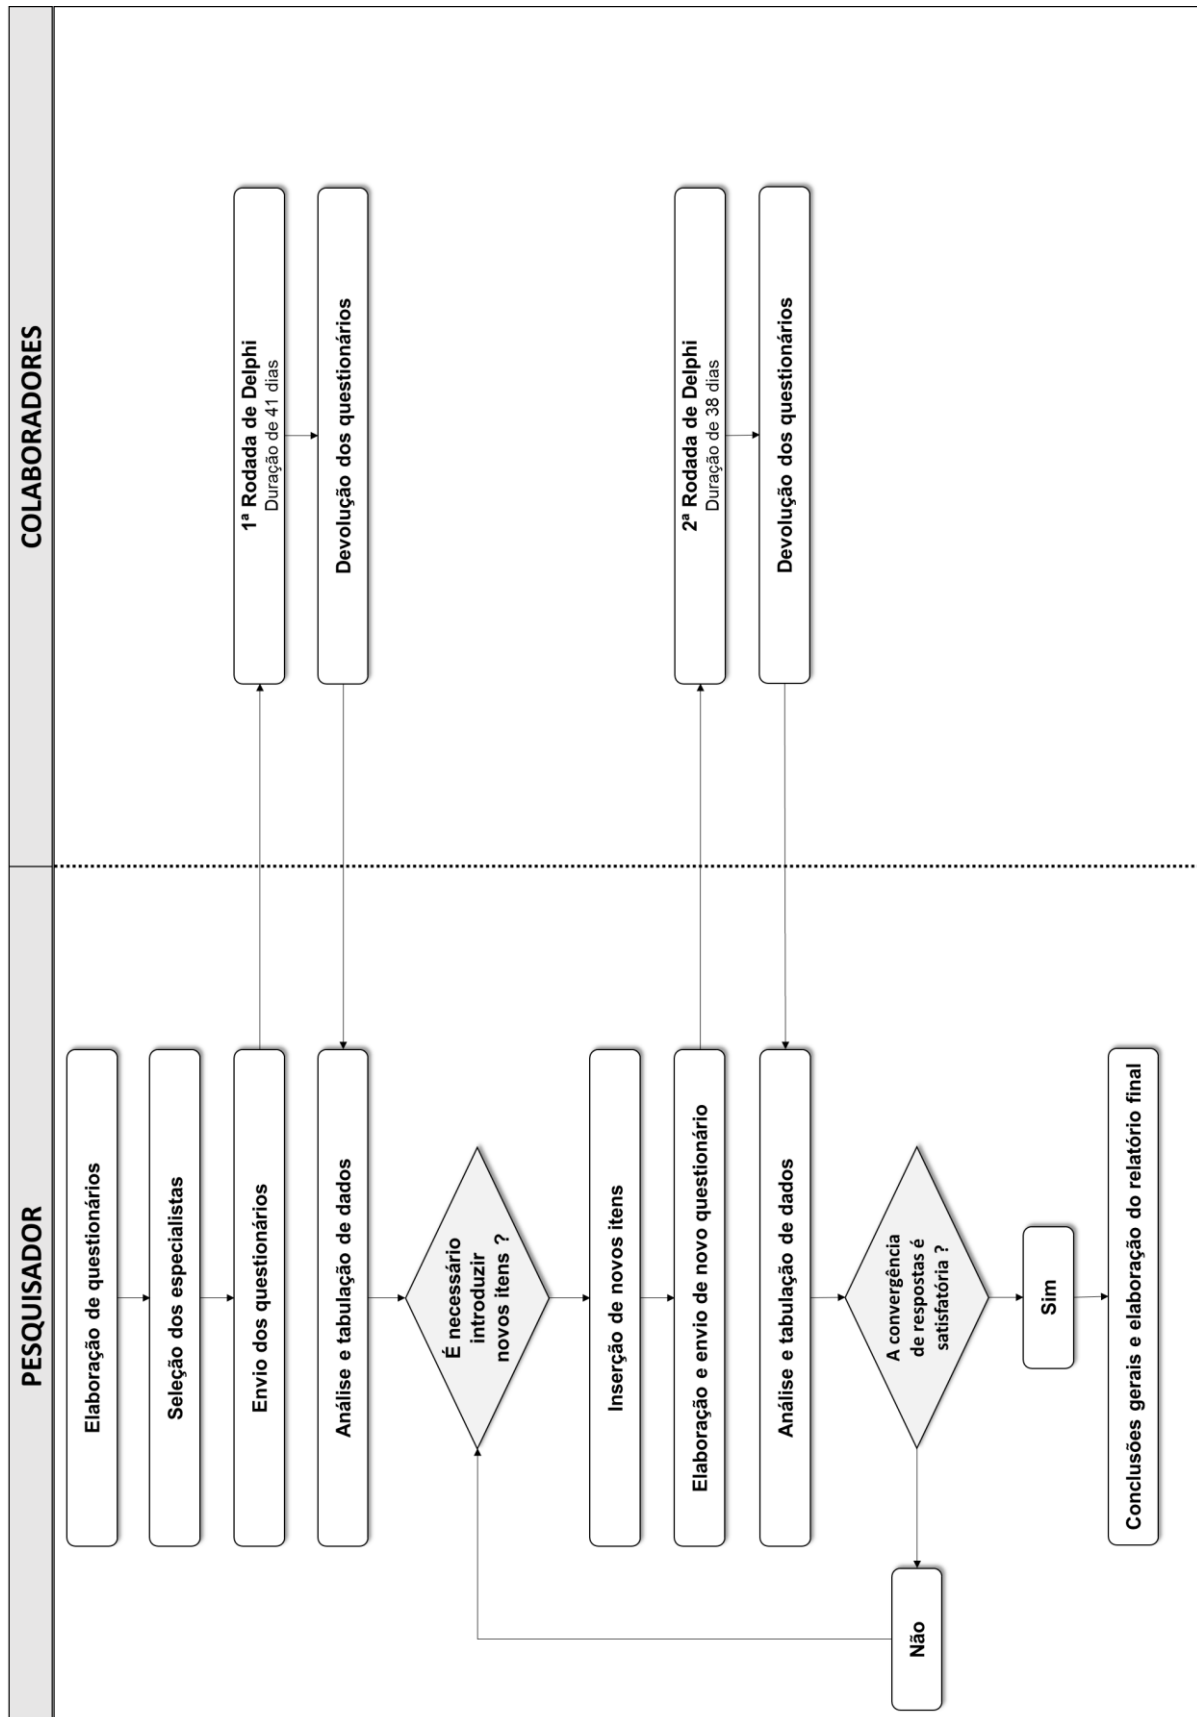 PESQUISADOR
COLABORADORES
Elaboração de questionários
Seleção dos especialistas
Envio dos questionários
1ª Rodada de Delphi
Duração de 41 dias
Devolução dos questionários
Análise e tabulação de dados
É necessário
introduzir
novos itens ?
Inserção de novos itens
Elaboração e envio de novo questionário
2ª Rodada de Delphi
Duração de 38 dias
Devolução dos questionários
Análise e tabulação de dados
A convergência
de respostas é
satisfatória ?
Não
Sim
Conclusões gerais e elaboração do relatório final